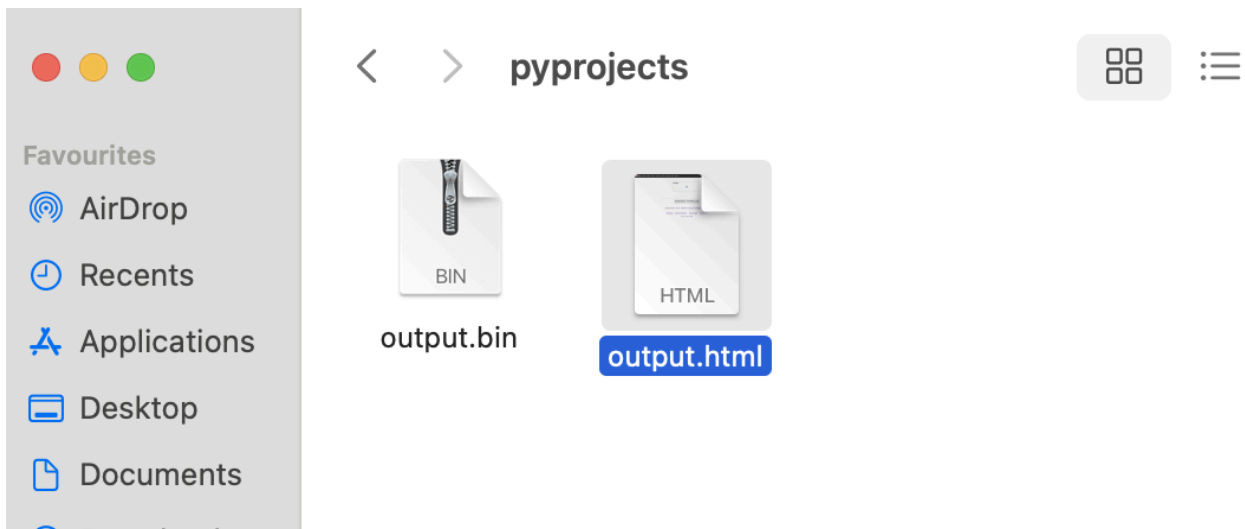 pyprojects
Favourites
AirDrop
Recents
Applications
Desktop
Documents
BIN
output.bin
HTML
output.html